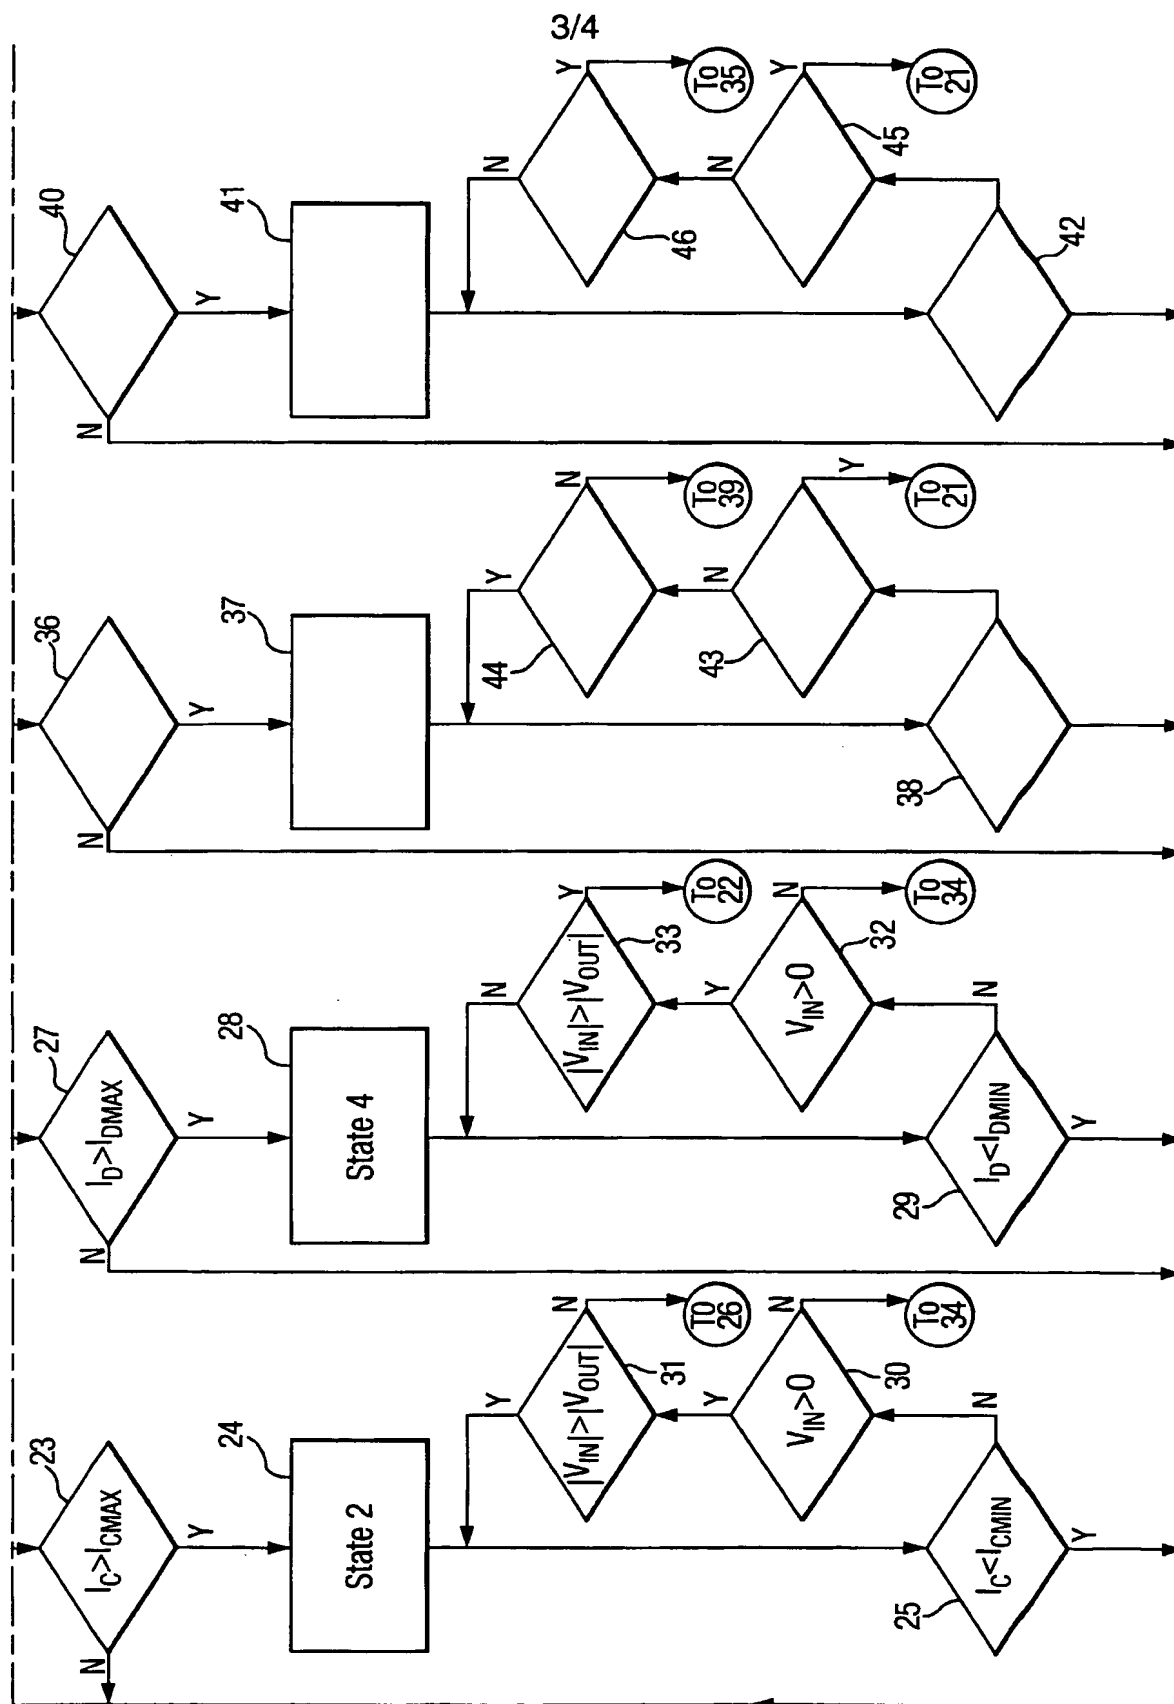 3/4
40
N
Y
41
N
Y
To
35
46
N
Y
To
21
45
42
36
N
Y
37
Y
N
To
39
44
N
Y
To
21
43
38
27
I_D>I_DMAX
N
Y
28
State 4
N
|V_IN|>|V_OUT|
Y
To
22
33
Y
V_IN>0
N
To
34
32
N
I_D<I_DMIN
29
Y
23
I_C>I_CMAX
N
Y
24
State 2
Y
|V_IN|>|V_OUT|
N
TO
26
31
Y
V_IN>0
N
To
34
30
N
I_C<I_CMIN
25
Y